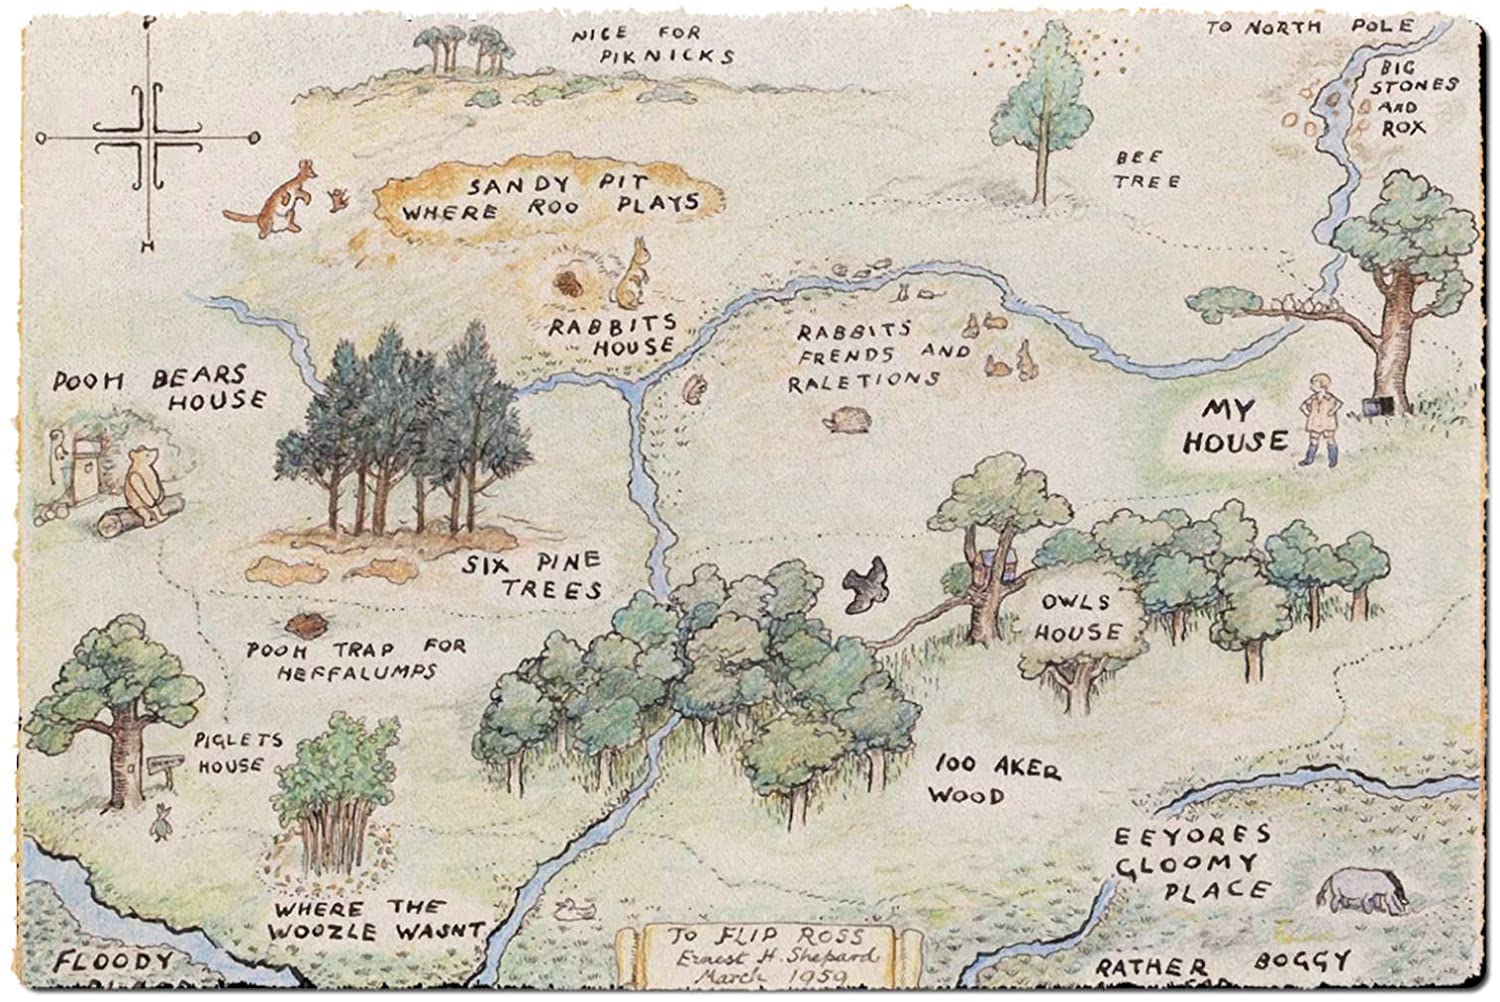 P
O O
H
NICE FOR
PIKNICKS
TO NORTH POLE
BIG
STONES
AND
ROX
BEE
TREE
SANDY PIT
WHERE ROO PLAYS
RABBITS
HOUSE
RABBITS
FRENDS AND
RALETIONS
POOH BEARS
HOUSE
MY
HOUSE
SIX PINE
TREES
OWLS
HOUSE
POOH TRAP FOR
HEFFALUMPS
PIGLETS
HOUSE
100 AKER
WOOD
EEYORES
GLOOMY
PLACE
WHERE THE
WOOZLE WASNT
TO FLIP ROSS
Ernest H. Shepard
March 1959
FLOODY
RATHER BOGGY